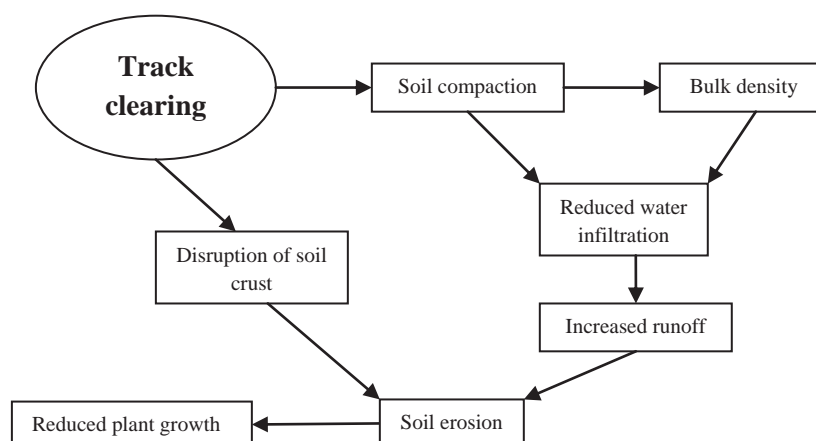 Track
clearing
Soil compaction
Bulk density
Reduced water
infiltration
Disruption of soil
crust
Increased runoff
Soil erosion
Reduced plant growth